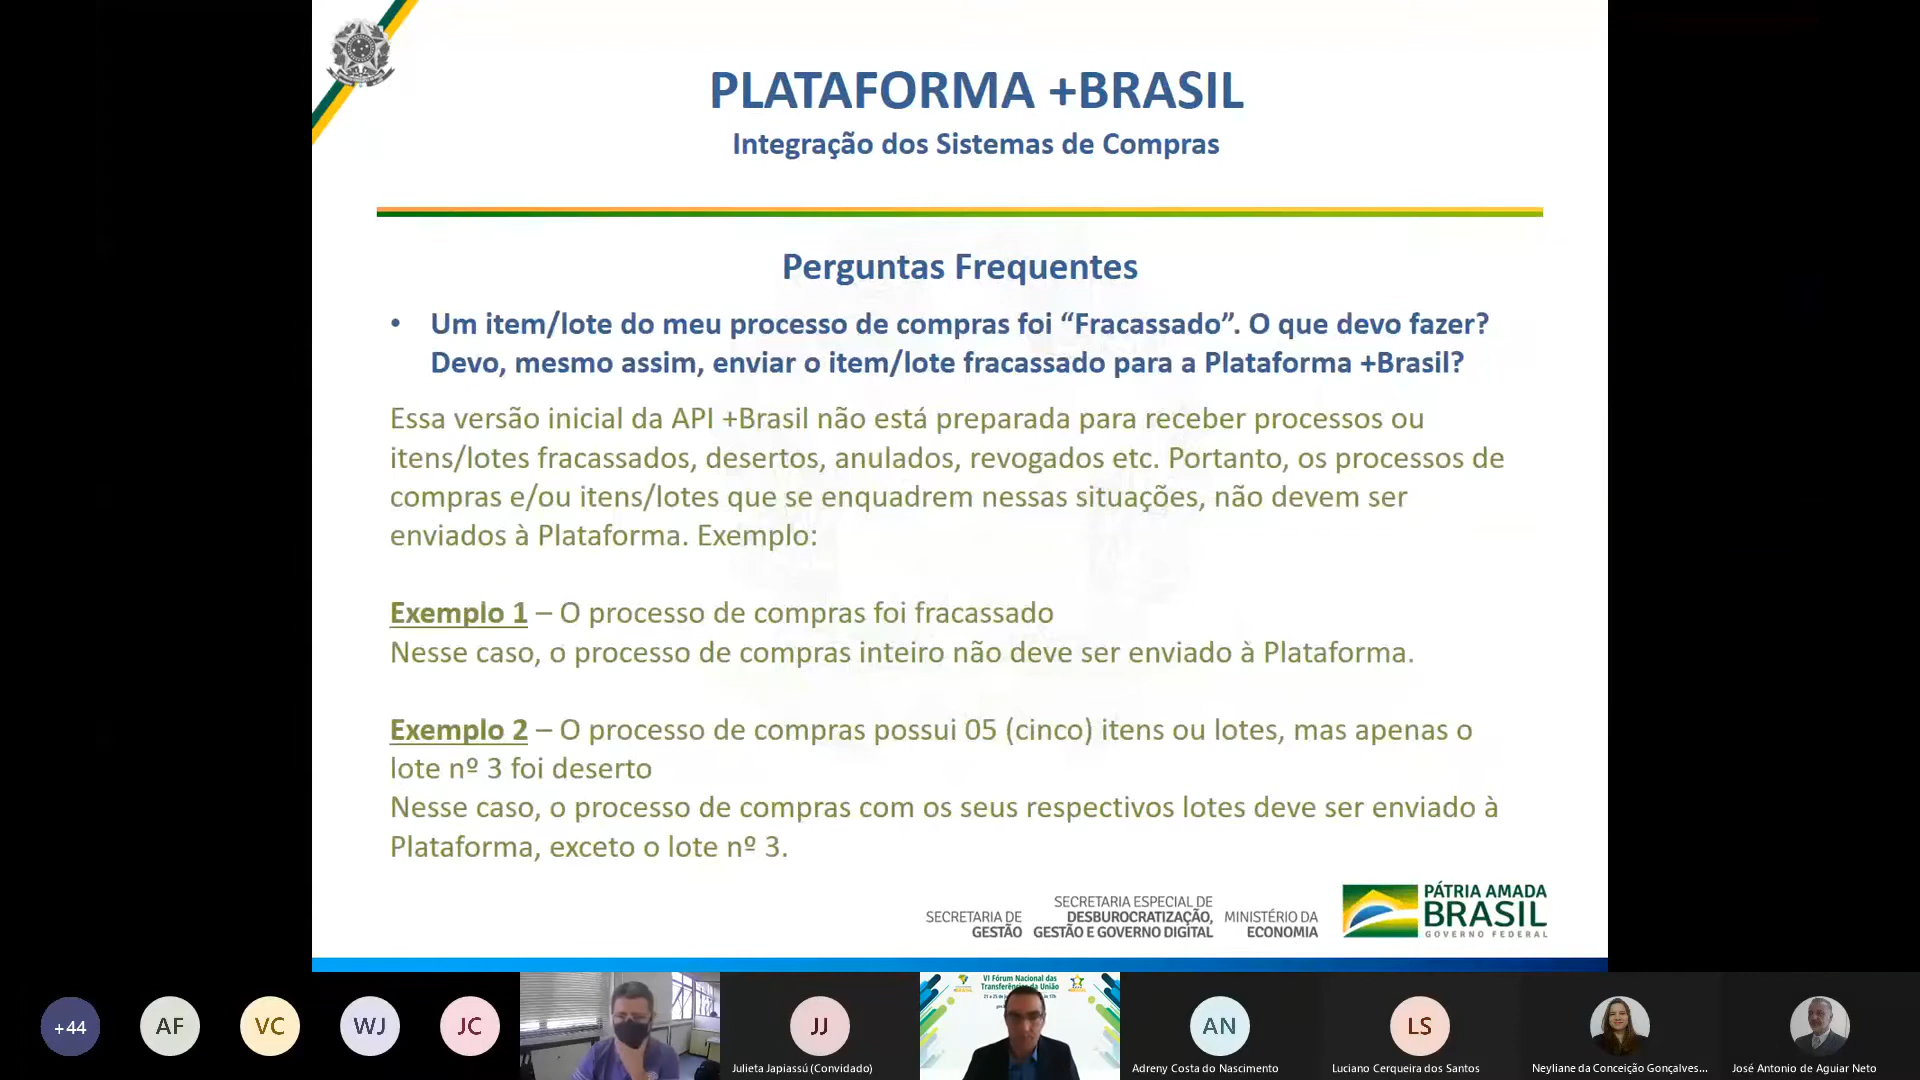 PLATAFORMA +BRASIL
Integração dos Sistemas de Compras
Perguntas Frequentes
• Um item/lote do meu processo de compras foi “Fracassado”. O que devo fazer?
Devo, mesmo assim, enviar o item/lote fracassado para a Plataforma +Brasil?
Essa versão inicial da API +Brasil não está preparada para receber processos ou
itens/lotes fracassados, desertos, anulados, revogados etc. Portanto, os processos de
compras e/ou itens/lotes que se enquadrem nessas situações, não devem ser
enviados à Plataforma. Exemplo:
Exemplo 1 – O processo de compras foi fracassado
Nesse caso, o processo de compras inteiro não deve ser enviado à Plataforma.
Exemplo 2 – O processo de compras possui 05 (cinco) itens ou lotes, mas apenas o
lote nº 3 foi deserto
Nesse caso, o processo de compras com os seus respectivos lotes deve ser enviado à
Plataforma, exceto o lote nº 3.
SECRETARIA DE
GESTÃO
SECRETARIA ESPECIAL DE
DESBUROCRATIZAÇÃO,
GESTÃO E GOVERNO DIGITAL
MINISTÉRIO DA
ECONOMIA
PÁTRIA AMADA
BRASIL
GOVERNO FEDERAL
+44
AF
VC
WJ
JC
JJ
Julieta Japiassú (Convidado)
VI Fórum Nacional das
Transferências da União
AN
Adreny Costa do Nascimento
LS
Luciano Cerqueira dos Santos
Neyliane da Conceição Gonçalves...
José Antonio de Aguiar Neto